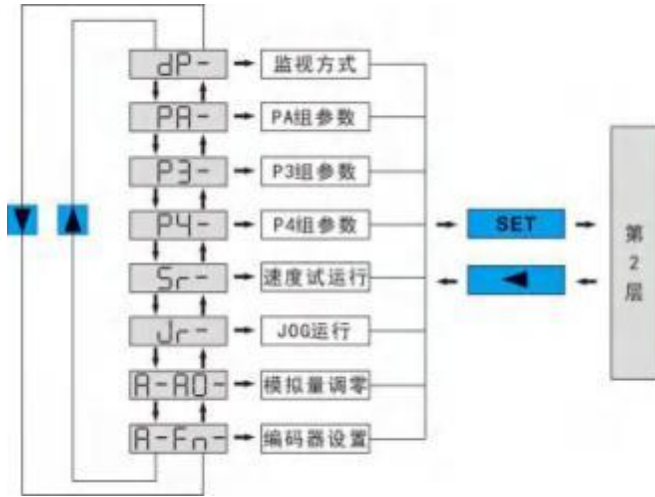 dP-
监视方式
PA-
PA组参数
P3-
P3组参数
P4-
P4组参数
SET
第2层
Sr-
速度试运行
Jr-
JOG运行
A-AO-
模拟量调零
A-Fn-
编码器设置